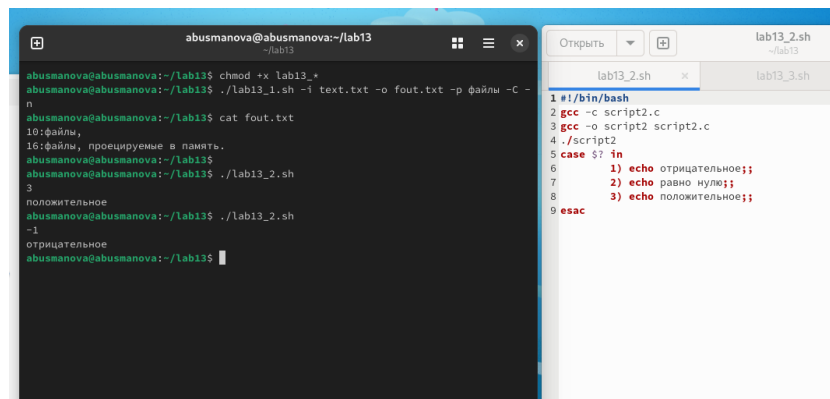 abusmanova@abusmanova:~/lab13
~/lab13
abusmanova@abusmanova:~/lab13$ chmod +x lab13_*
abusmanova@abusmanova:~/lab13$ ./lab13_1.sh -i text.txt -o fout.txt -p файлы -C -
n
abusmanova@abusmanova:~/lab13$ cat fout.txt
10:файлы,
16:файлы, проецируемые в память.
abusmanova@abusmanova:~/lab13$
abusmanova@abusmanova:~/lab13$ ./lab13_2.sh
3
положительное
abusmanova@abusmanova:~/lab13$ ./lab13_2.sh
-1
отрицательное
abusmanova@abusmanova:~/lab13$
Открыть
lab13_2.sh
~/lab13
lab13_2.sh ×
lab13_3.sh
1 #!/bin/bash
2 gcc -c script2.c
3 gcc -o script2 script2.c
4 ./script2
5 case $? in
6 1) echo отрицательное;;
7 2) echo равно нулю;;
8 3) echo положительное;;
9 esac